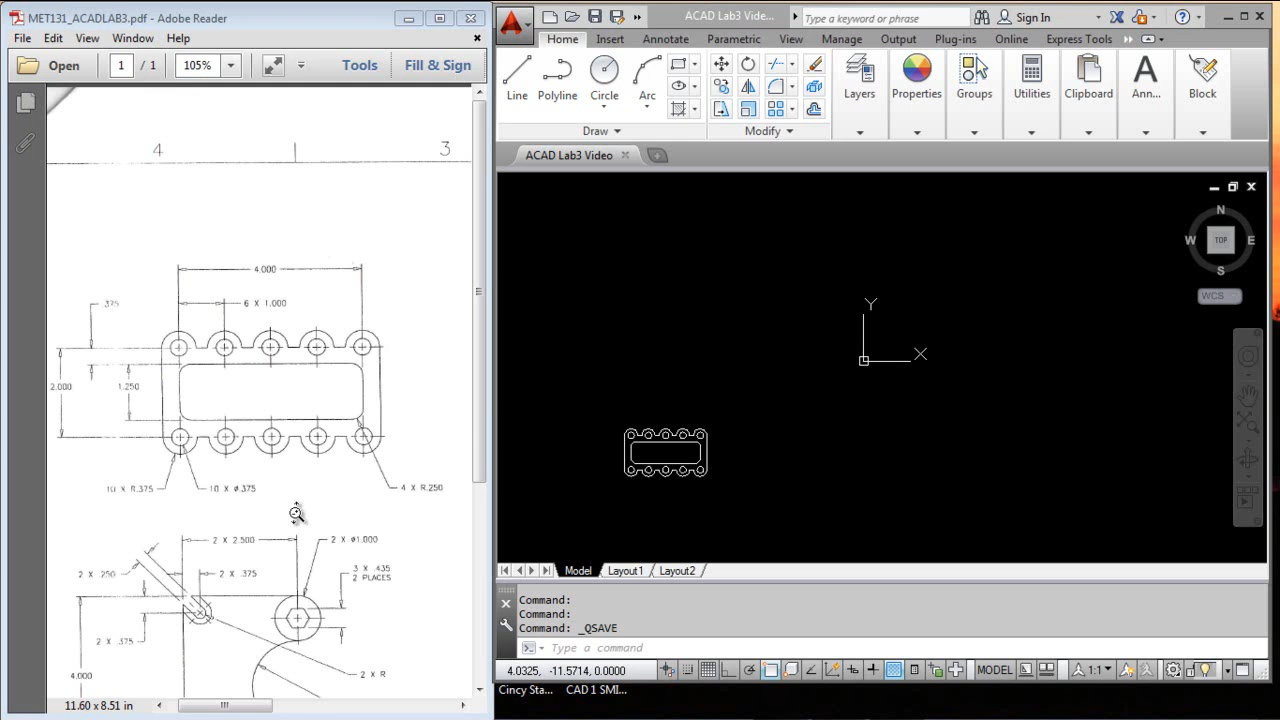 MET131_ACADLAB3.pdf - Adobe Reader
File Edit View Window Help
Open 1 / 1 105% Tools Fill & Sign
4 3
4.000
6 X 1.000
.375
2.000
1.250
10 X R.375
10 X ø.375
4 X R.250
2 X 2.500
2 X ø1.000
2 X .250
2 X .375
3 X .435
2 PLACES
2 X .375
2 X R
4.000
11.60 x 8.51 in
ACAD Lab3 Vide...
Type a keyword or phrase
Sign In
Home Insert Annotate Parametric View Manage Output Plug-ins Online Express Tools
Line Polyline Circle Arc
Layers Properties Groups Utilities Clipboard Ann... Block
Draw Modify
ACAD Lab3 Video
N
W TOP E
S
WCS
Y
X
Model Layout1 Layout2
Command:
Command:
Command: _QSAVE
Type a command
4.0325, -11.5714, 0.0000
MODEL
1:1
Cincy Sta... CAD 1 SMI...